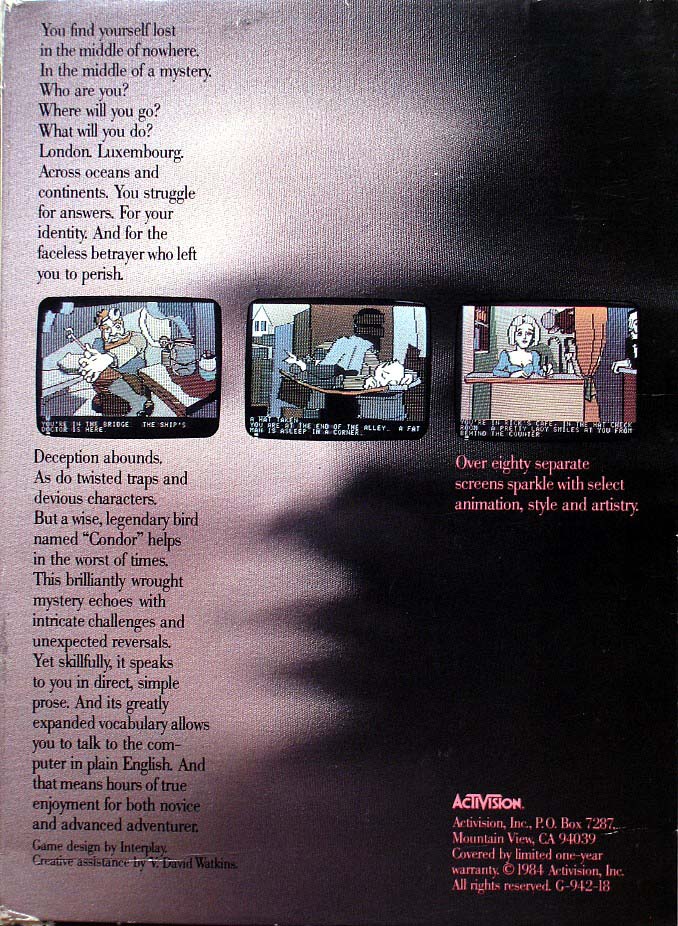 You find yourself lost
in the middle of nowhere.
In the middle of a mystery.
Who are you?
Where will you go?
What will you do?
London. Luxembourg.
Across oceans and
continents. You struggle
for answers. For your
identity. And for the
faceless betrayer who left
you to perish.
YOU'RE IN THE BRIDGE. THE SHIP'S
DOCTOR IS HERE.
A HAT TAKEN
YOU ARE AT THE END OF THE ALLEY. A FAT
MAN IS ASLEEP IN A CORNER.
YOU'RE IN RICK'S CAFE, IN THE HAT CHECK
ROOM. A PRETTY LADY SMILES AT YOU FROM
BEHIND THE COUNTER
Deception abounds.
As do twisted traps and
devious characters.
But a wise, legendary bird
named “Condor” helps
in the worst of times.
This brilliantly wrought
mystery echoes with
intricate challenges and
unexpected reversals.
Yet skillfully, it speaks
to you in direct, simple
prose. And its greatly
expanded vocabulary allows
you to talk to the com-
puter in plain English. And
that means hours of true
enjoyment for both novice
and advanced adventurer.
Game design by Interplay.
Creative assistance by V. David Watkins.
Over eighty separate
screens sparkle with select
animation, style and artistry.
ACTIVISION.
Activision, Inc., P.O. Box 7287,
Mountain View, CA 94039
Covered by limited one-year
warranty. © 1984 Activision, Inc.
All rights reserved. G-942-18